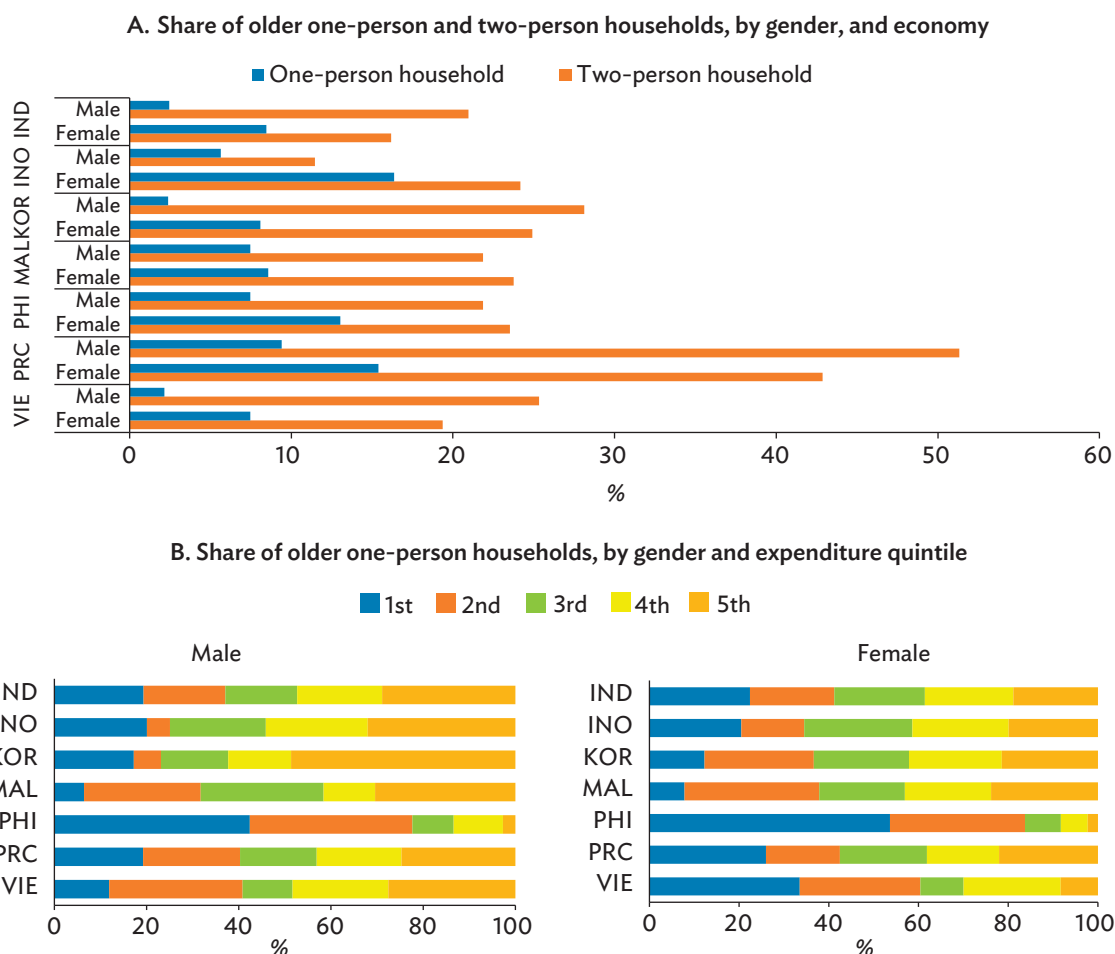 A. Share of older one-person and two-person households, by gender, and economy
One-person household Two-person household
IND
Male
Female
INO
Male
Female
KOR
Male
Female
MAL
Male
Female
PHI
Male
Female
PRC
Male
Female
VIE
Male
Female
0 10 20 30 40 50 60
%
B. Share of older one-person households, by gender and expenditure quintile
1st 2nd 3rd 4th 5th
Male
ND
NO
KOR
MAL
PHI
PRC
VIE
0 20 40 60 80 100
%
Female
IND
INO
KOR
MAL
PHI
PRC
VIE
0 20 40 60 80 100
%